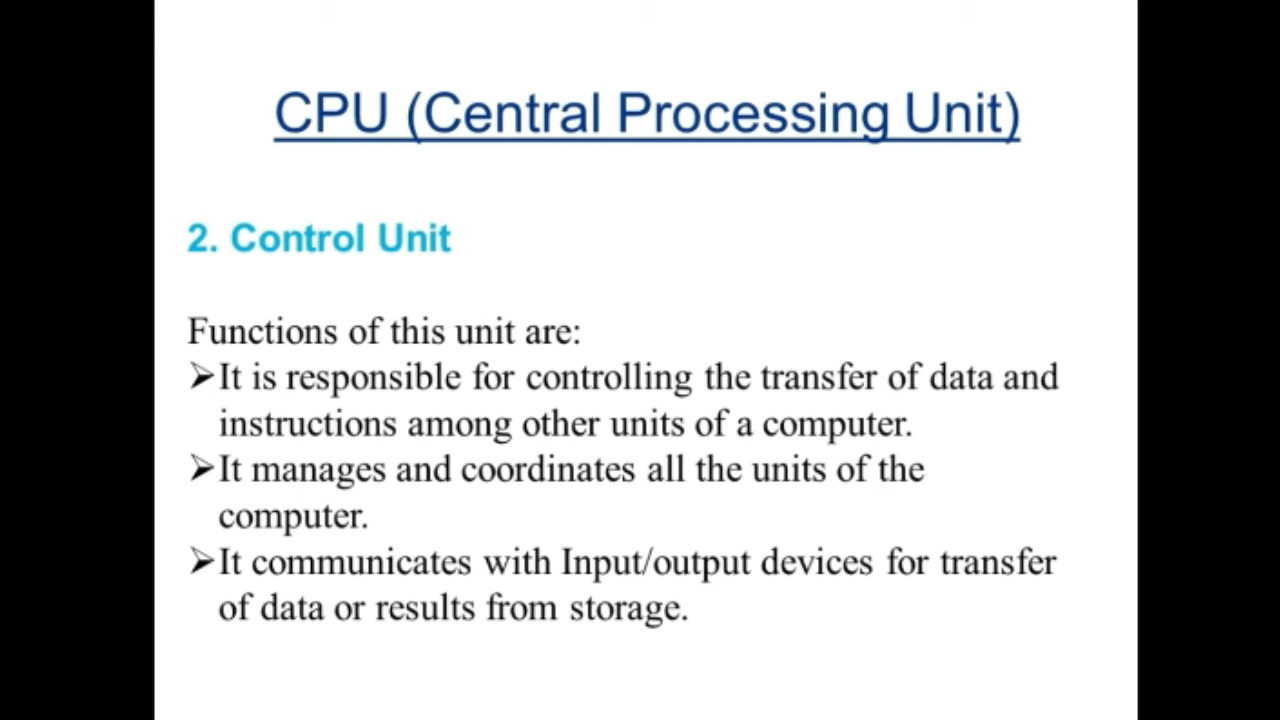 CPU (Central Processing Unit)
2. Control Unit
Functions of this unit are:
➢It is responsible for controlling the transfer of data and
instructions among other units of a computer.
➢It manages and coordinates all the units of the
computer.
➢It communicates with Input/output devices for transfer
of data or results from storage.